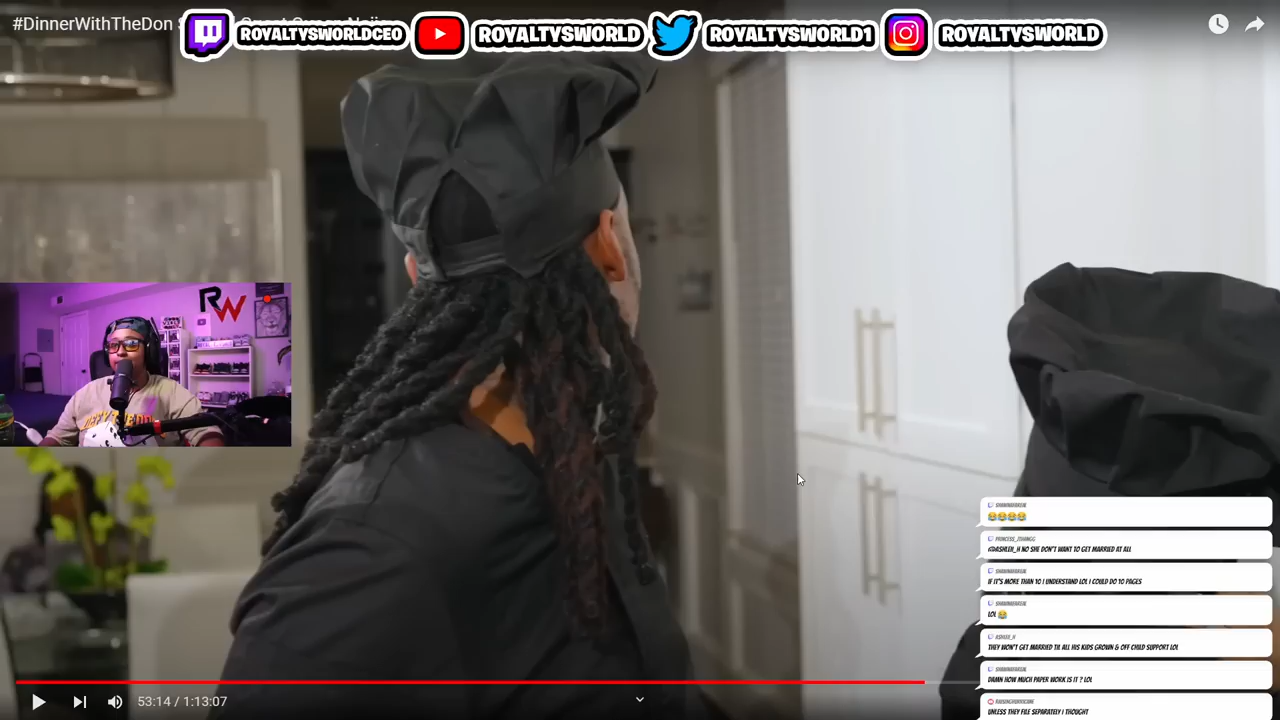 #DinnerWithTheDon
ROYALTYSWORLDCEO
ROYALTYSWORLD
ROYALTYSWORLD1
ROYALTYSWORLD
RW
😂😂😂😂
@ASHLEII_H NO SHE DON'T WANT TO GET MARRIED AT ALL
IF IT'S MORE THAN 10 I UNDERSTAND LOL I COULD DO 10 PAGES
LOL 😂
THEY WON'T GET MARRIED TIL ALL HIS KIDS GROWN & OFF CHILD SUPPORT LOL
DAMN HOW MUCH PAPER WORK IS IT ? LOL
UNLESS THEY FILE SEPARATELY I THOUGHT
53:14 / 1:13:07